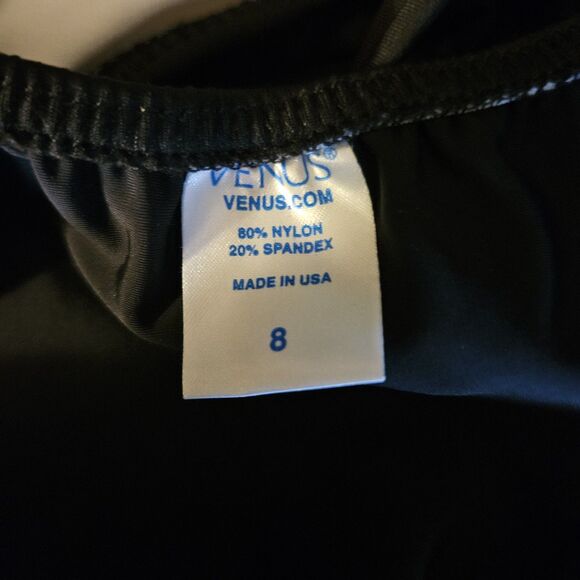 VENUS®
VENUS.COM
80% NYLON
20% SPANDEX
MADE IN USA
8